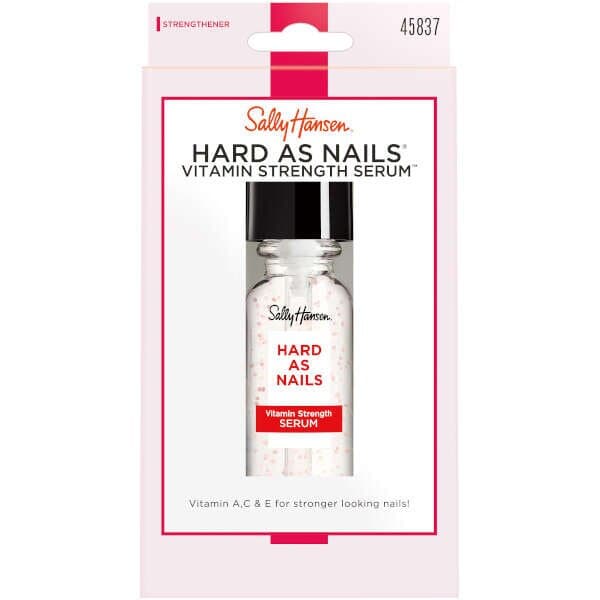 STRENGTHENER
45837
Sally Hansen.
HARD AS NAILS®
VITAMIN STRENGTH SERUM™
Sally Hansen.
HARD
AS
NAILS
Vitamin Strength
SERUM
Vitamin A,C & E for stronger looking nails!